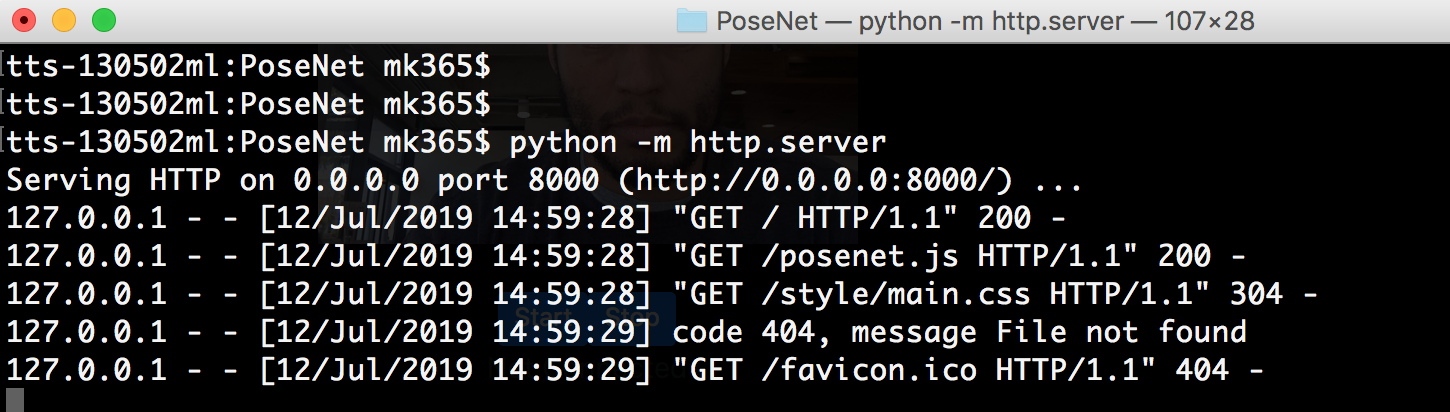 PoseNet — python -m http.server — 107×28
tts-130502ml:PoseNet mk365$
tts-130502ml:PoseNet mk365$
tts-130502ml:PoseNet mk365$ python -m http.server
Serving HTTP on 0.0.0.0 port 8000 (http://0.0.0.0:8000/) ...
127.0.0.1 - - [12/Jul/2019 14:59:28] "GET / HTTP/1.1" 200 -
127.0.0.1 - - [12/Jul/2019 14:59:28] "GET /posenet.js HTTP/1.1" 200 -
127.0.0.1 - - [12/Jul/2019 14:59:28] "GET /style/main.css HTTP/1.1" 304 -
Start Stop
127.0.0.1 - - [12/Jul/2019 14:59:29] code 404, message File not found
127.0.0.1 - - [12/Jul/2019 14:59:29] "GET /favicon.ico HTTP/1.1" 404 -